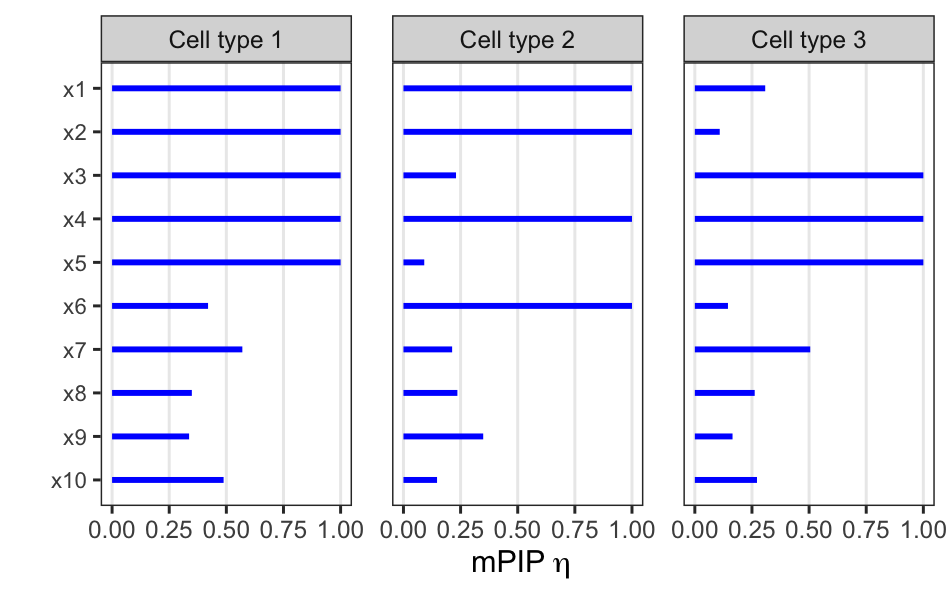 Cell type 1 Cell type 2 Cell type 3
x1
x2
x3
x4
x5
x6
x7
x8
x9
x10
0.00 0.25 0.50 0.75 1.00 0.00 0.25 0.50 0.75 1.00 0.00 0.25 0.50 0.75 1.00
mPIP η